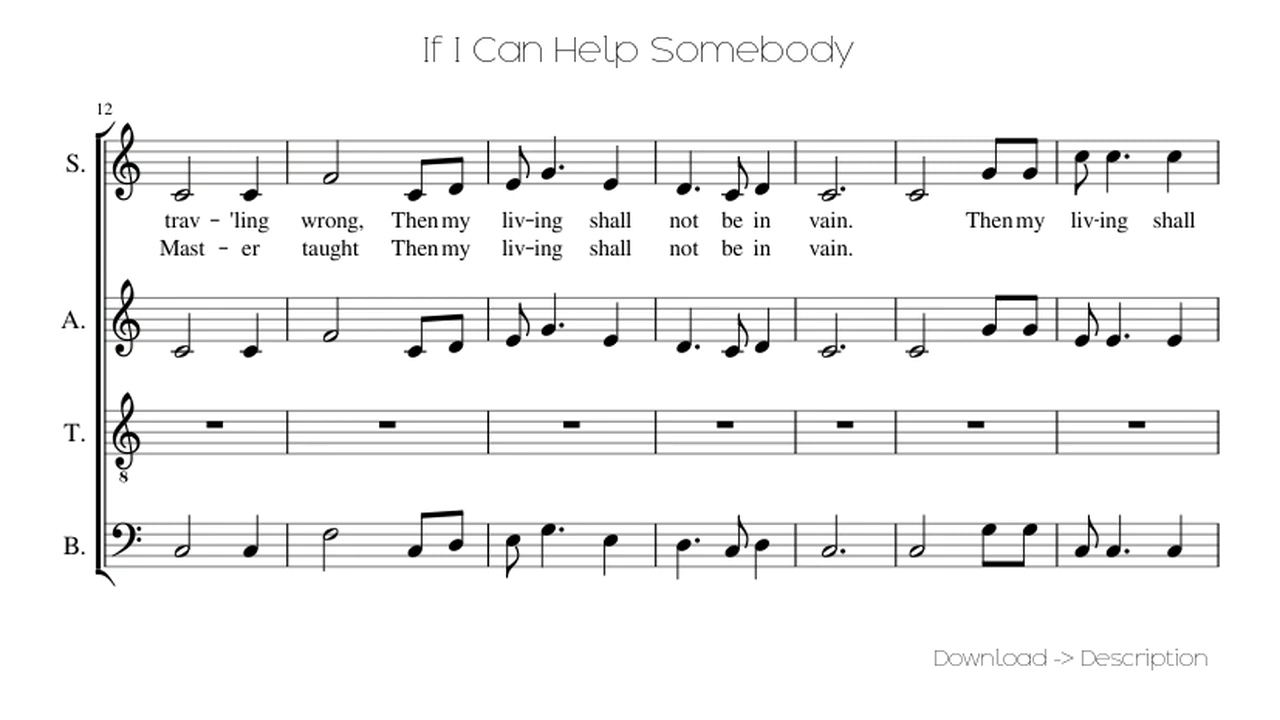 If I Can Help Somebody
12
S.
trav - 'ling wrong, Then my liv-ing shall not be in vain. Then my liv-ing shall
Mast - er taught Then my liv-ing shall not be in vain.
A.
T.
8
B.
Download -> Description